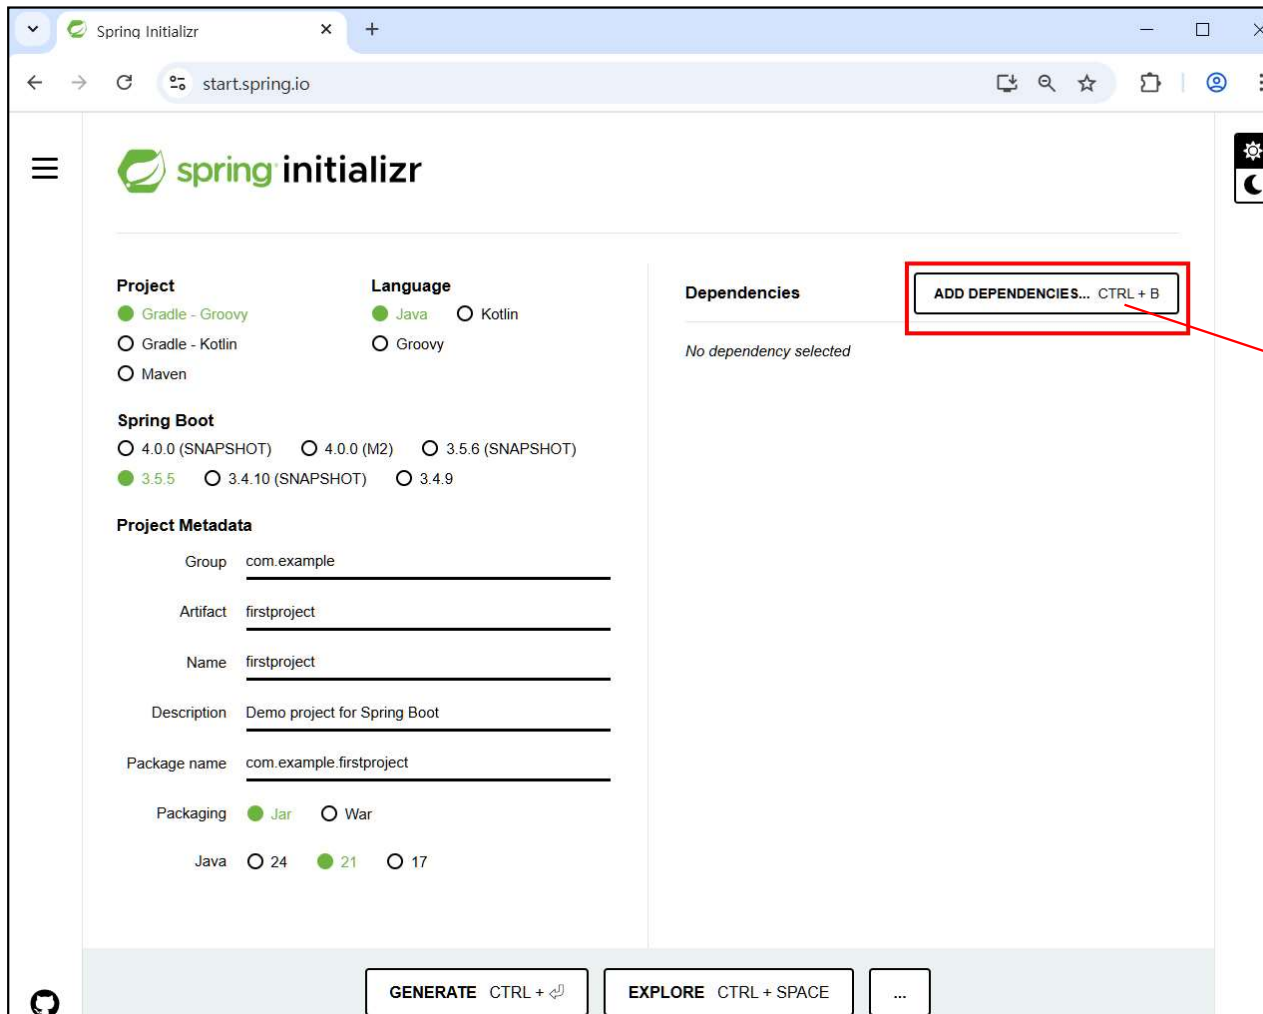 Spring Initializr
start.spring.io
spring initializr
Project
Gradle - Groovy
Gradle - Kotlin
Maven
Language
Java Kotlin
Groovy
Spring Boot
4.0.0 (SNAPSHOT) 4.0.0 (M2) 3.5.6 (SNAPSHOT)
3.5.5 3.4.10 (SNAPSHOT) 3.4.9
Project Metadata
Group com.example
Artifact firstproject
Name firstproject
Description Demo project for Spring Boot
Package name com.example.firstproject
Packaging Jar War
Java 24 21 17
Dependencies
ADD DEPENDENCIES... CTRL + B
No dependency selected
GENERATE CTRL + ⏎ EXPLORE CTRL + SPACE ...